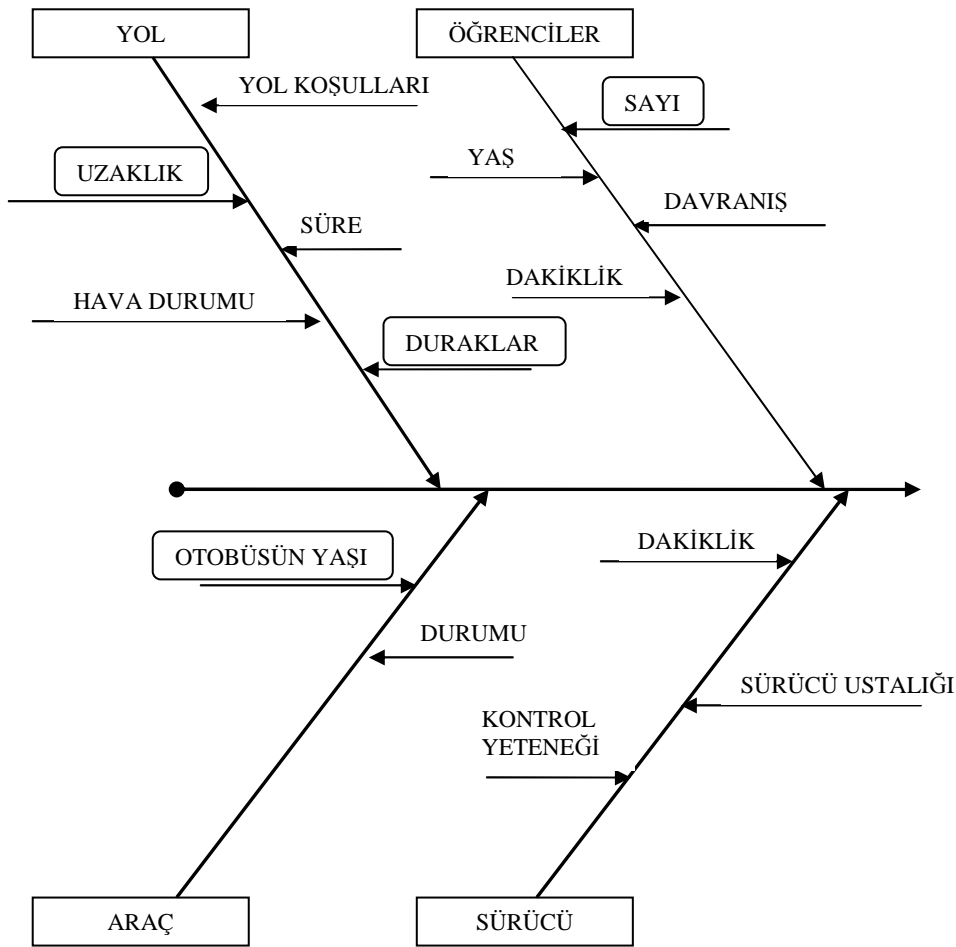 YOL
ÖĞRENCİLER
YOL KOŞULLARI
SAYI
UZAKLIK
YAŞ
DAVRANIŞ
SÜRE
DAKİKLİK
HAVA DURUMU
DURAKLAR
OTOBÜSÜN YAŞI
DAKİKLİK
DURUMU
SÜRÜCÜ USTALIĞI
KONTROL
YETENEĞİ
ARAÇ
SÜRÜCÜ